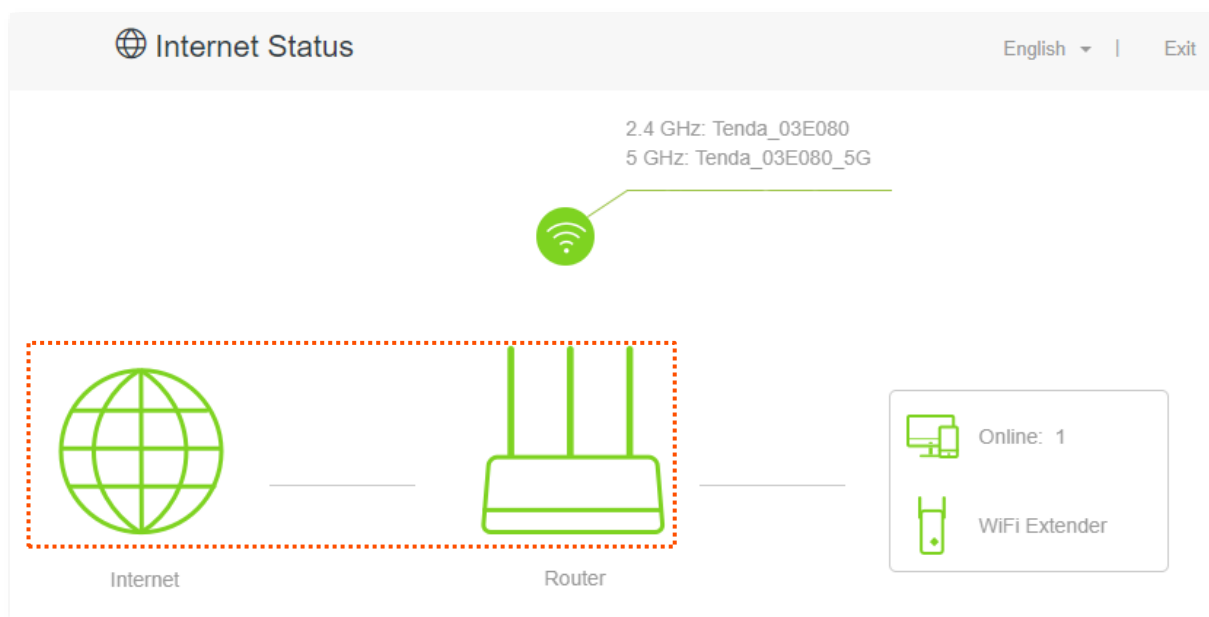 Internet Status
English | Exit
2.4 GHz: Tenda_03E080
5 GHz: Tenda_03E080_5G
Online: 1
WiFi Extender
Internet
Router